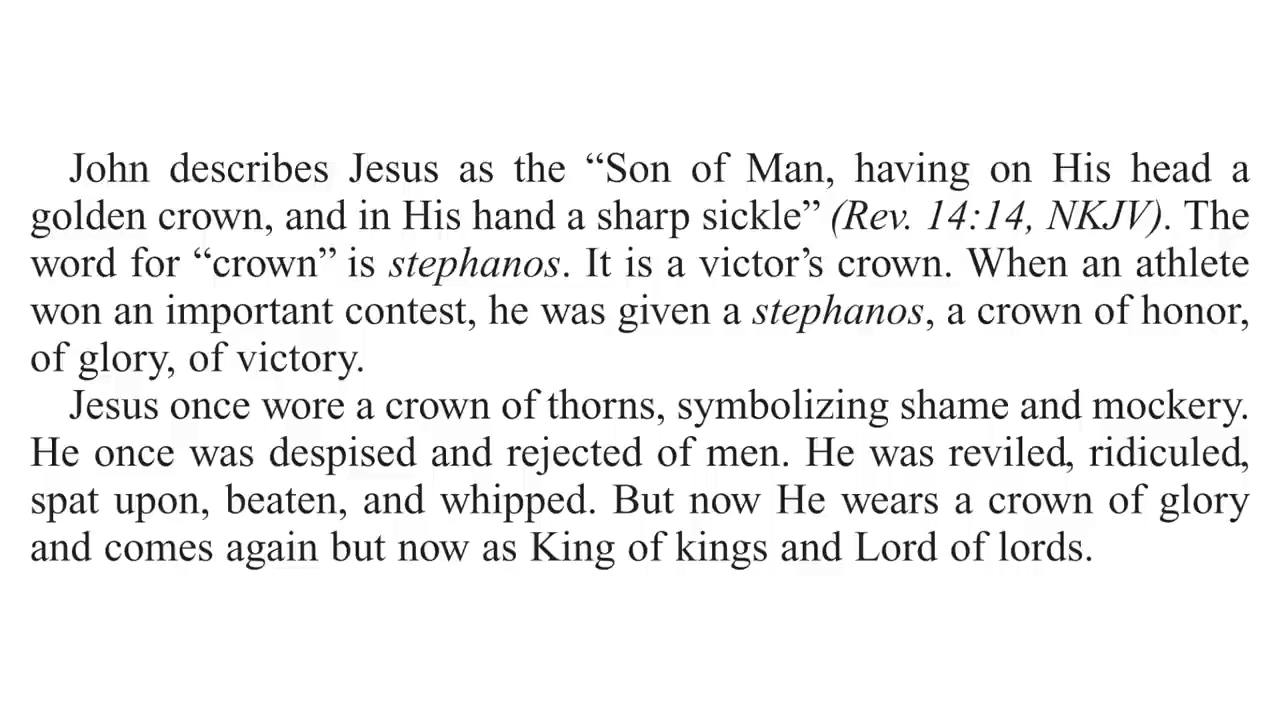 John describes Jesus as the “Son of Man, having on His head a
golden crown, and in His hand a sharp sickle” (Rev. 14:14, NKJV). The
word for “crown” is stephanos. It is a victor’s crown. When an athlete
won an important contest, he was given a stephanos, a crown of honor,
of glory, of victory.
Jesus once wore a crown of thorns, symbolizing shame and mockery.
He once was despised and rejected of men. He was reviled, ridiculed,
spat upon, beaten, and whipped. But now He wears a crown of glory
and comes again but now as King of kings and Lord of lords.